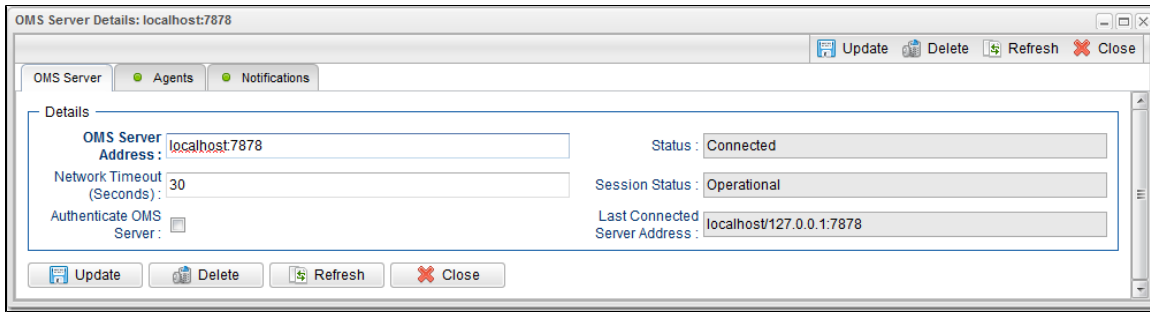 OMS Server Details: localhost:7878
Update Delete Refresh Close
OMS Server Agents Notifications
Details
OMS Server
Address :
localhost:7878
Status :
Connected
Network Timeout
(Seconds) :
30
Session Status :
Operational
Authenticate OMS
Server :
Last Connected
Server Address :
localhost/127.0.0.1:7878
Update Delete Refresh Close